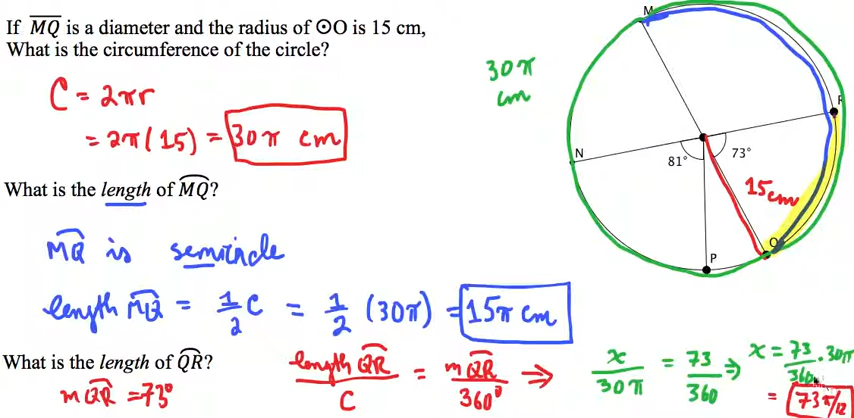 If MQ is a diameter and the radius of ⊙O is 15 cm,
What is the circumference of the circle?
C = 2πr
= 2π(15) = 30π cm
What is the length of MQ?
MQ is semicircle
length MQ = 1/2 C = 1/2 (30π) = 15π cm
What is the length of QR?
m QR = 73°
length QR / C = m QR / 360° ⇒ x / 30π = 73 / 360 ⇒ x = 73/360 · 30π
= 73π/12
30π
cm
M
R
N
81°
73°
15cm
Q
P